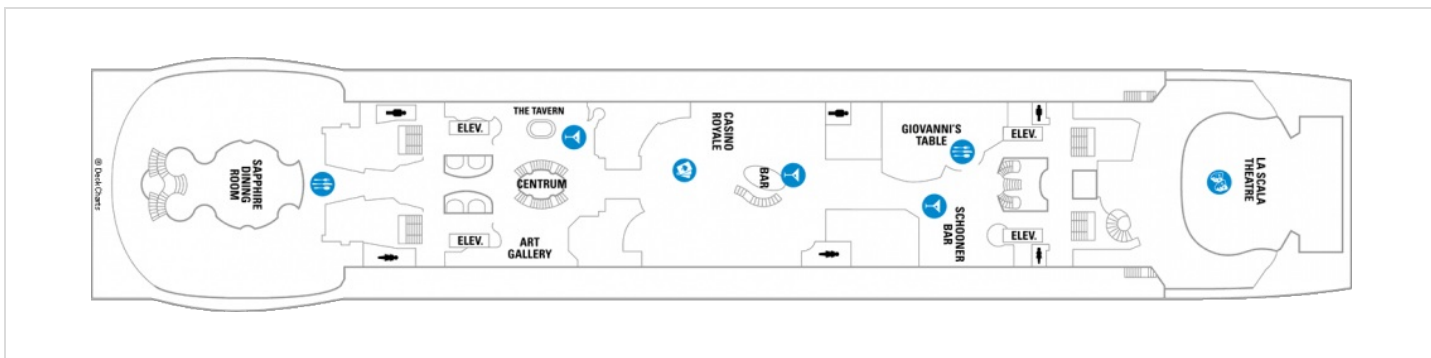 © Deck Charts
SAPPHIRE
DINING
ROOM
ELEV.
ELEV.
THE TAVERN
CENTRUM
ART
GALLERY
CASINO
ROYALE
BAR
GIOVANNI'S
TABLE
SCHOONER
BAR
ELEV.
ELEV.
LA SCALA
THEATRE